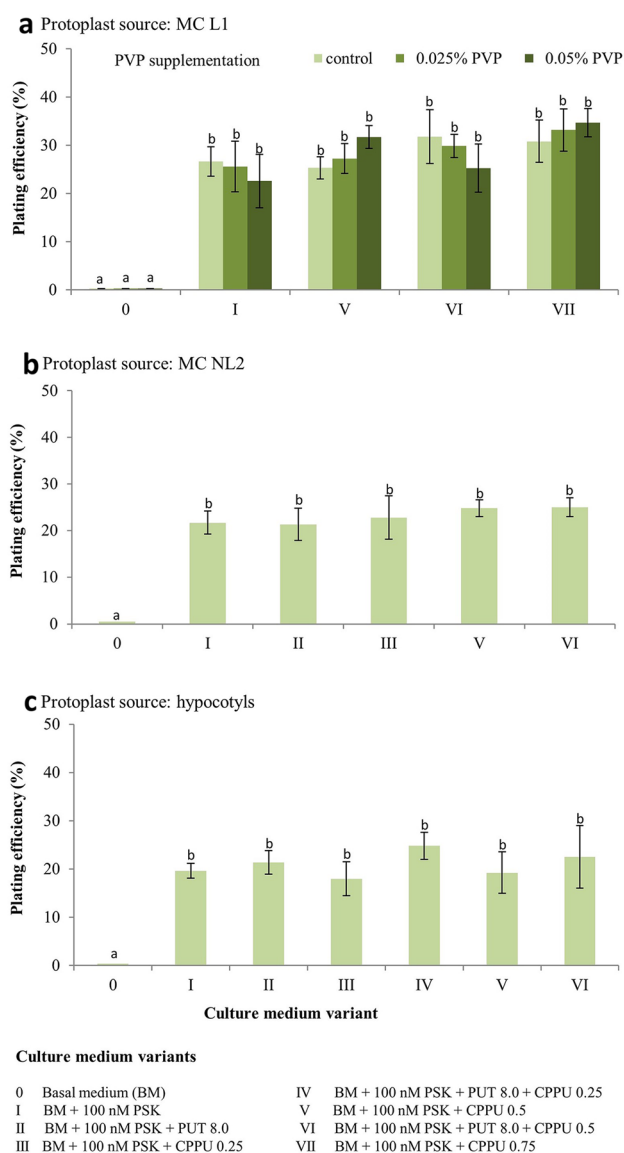 a Protoplast source: MC L1
PVP supplementation control 0.025% PVP 0.05% PVP
Plating efficiency (%)
50
40
30
20
10
0
a a a b b b b b b b b b b b b
0 I V VI VII
b Protoplast source: MC NL2
Plating efficiency (%)
50
40
30
20
10
0
a b b b b b
0 I II III V VI
c Protoplast source: hypocotyls
Plating efficiency (%)
50
40
30
20
10
0
a b b b b b b
0 I II III IV V VI
Culture medium variant
Culture medium variants
0 Basal medium (BM)
I BM + 100 nM PSK
II BM + 100 nM PSK + PUT 8.0
III BM + 100 nM PSK + CPPU 0.25
IV BM + 100 nM PSK + PUT 8.0 + CPPU 0.25
V BM + 100 nM PSK + CPPU 0.5
VI BM + 100 nM PSK + PUT 8.0 + CPPU 0.5
VII BM + 100 nM PSK + CPPU 0.75